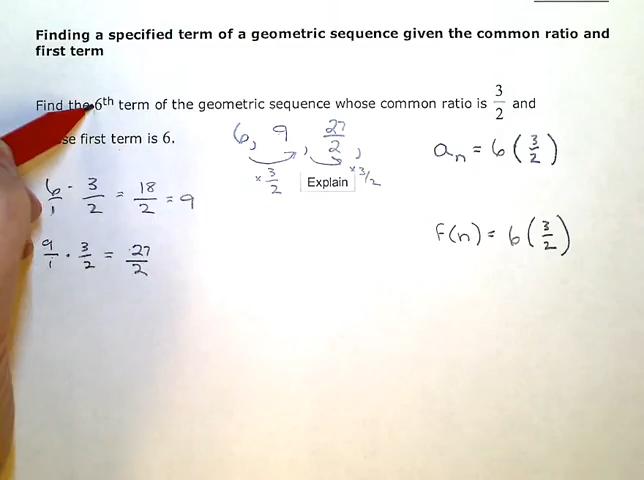 Finding a specified term of a geometric sequence given the common ratio and
first term
Find the 6th term of the geometric sequence whose common ratio is 3/2 and
se first term is 6.
6, 9, 27/2,
× 3/2 × 3/2
Explain
aₙ = 6(3/2)
6/1 · 3/2 = 18/2 = 9
f(n) = 6(3/2)
9/1 · 3/2 = 27/2